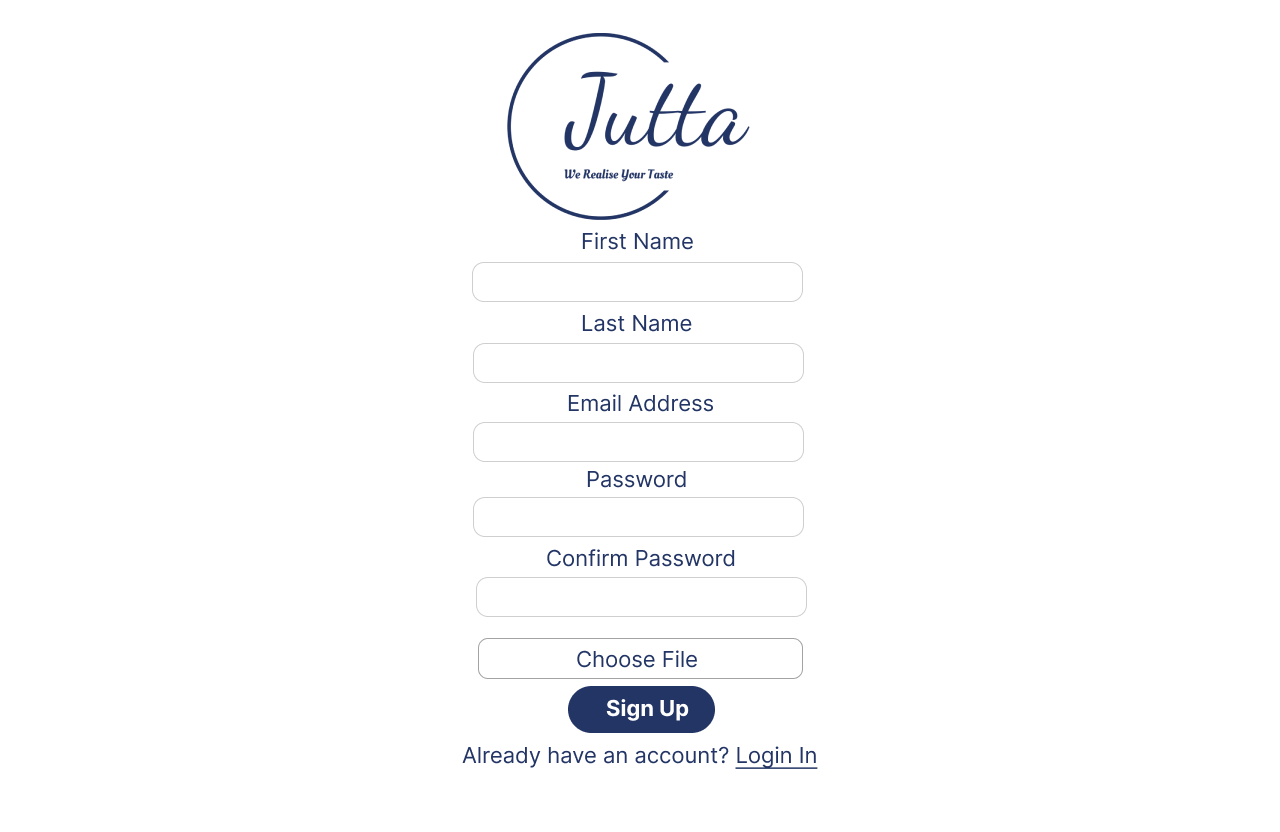 Jutta
We Realise Your Taste
First Name
Last Name
Email Address
Password
Confirm Password
Choose File
Sign Up
Already have an account? Login In